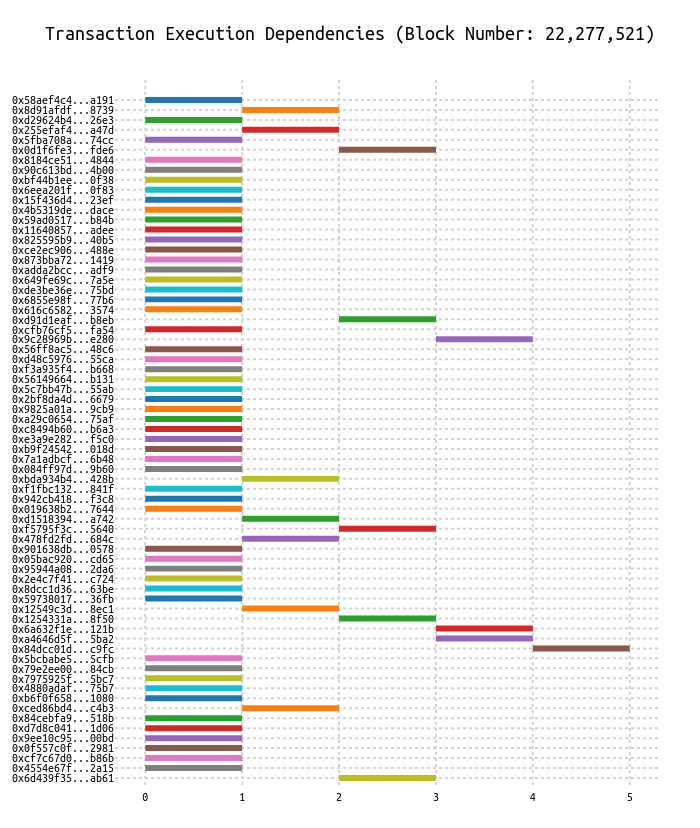 Transaction Execution Dependencies (Block Number: 22,277,521)
0x58aef4c4...a191
0x8d91afdf...8739
0xd29624b4...26e3
0x255efaf4...a47d
0x5fba708a...74cc
0x0d1f6fe3...fde6
0x8184ce51...4844
0x90c613bd...4b00
0xbf44b1ee...0f38
0x6eea201f...0f83
0x15f436d4...23ef
0x4b5319de...dace
0x59ad0517...b84b
0x11640857...adee
0x825595b9...40b5
0xce2ec906...488e
0x873bba72...1419
0xadda2bcc...adf9
0x649fe69c...7a5e
0xde3be36e...75bd
0x6855e98f...77b6
0x616c6582...3574
0xd91d1eaf...b8eb
0xcfb76cf5...fa54
0x9c28969b...e280
0x56ff8ac5...48c6
0xd48c5976...55ca
0xf3a935f4...b668
0x56149664...b131
0x5c7bb47b...55ab
0x2bf8da4d...6679
0x9825a01a...9cb9
0xa29c0654...75af
0xc8494b60...b6a3
0xe3a9e282...f5c0
0xb9f24542...018d
0x7a1adbcf...6b48
0x084ff97d...9b60
0xbda934b4...428b
0xf1fbc132...841f
0x942cb418...f3c8
0x019638b2...7644
0xd1518394...a742
0xf5795f3c...5640
0x478fd2fd...684c
0x901638db...0578
0x05bac920...cd65
0x95944a08...2da6
0x2e4c7f41...c724
0x8dcc1d36...63be
0x59738017...36fb
0x12549c3d...8ec1
0x1254331a...8f50
0x6a632f1e...121b
0xa4646d5f...5ba2
0x84dcc01d...c9fc
0x5bcbabe5...5cfb
0x79e2ee00...84cb
0x7975925f...5bc7
0x4880adaf...75b7
0xb6f0f658...1080
0xced86bd4...c4b3
0x84cebfa9...518b
0xd7d8c041...1d06
0x9ee10c95...00bd
0x0f557c0f...2981
0xcf7c67d0...b86b
0x4554e67f...2a15
0x6d439f35...ab61
0 1 2 3 4 5